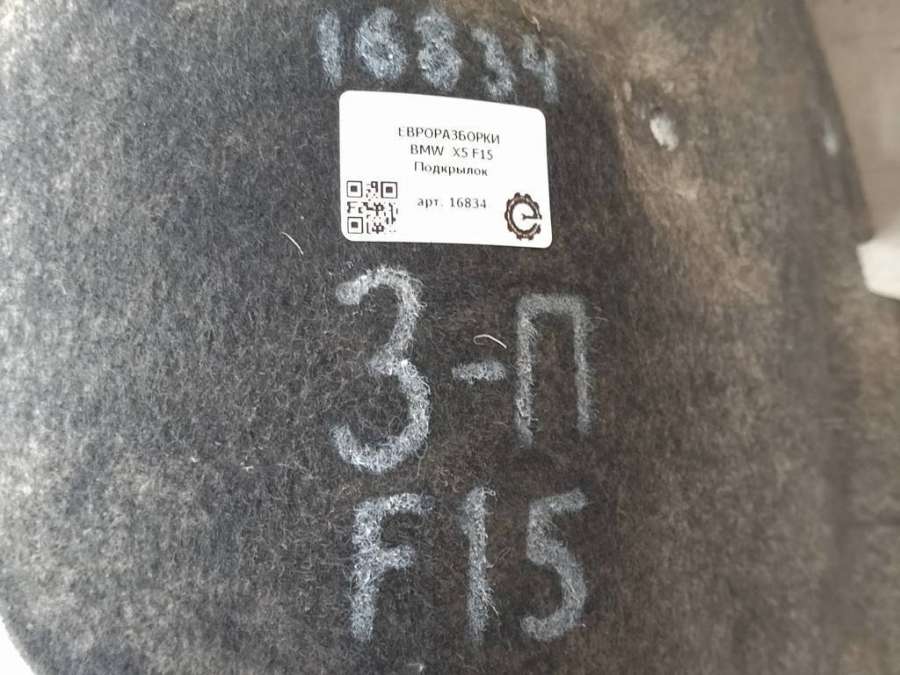 16834
ЕВРОРАЗБОРКИ
BMW X5 F15
Подкрылок
арт. 16834
З-П
F15